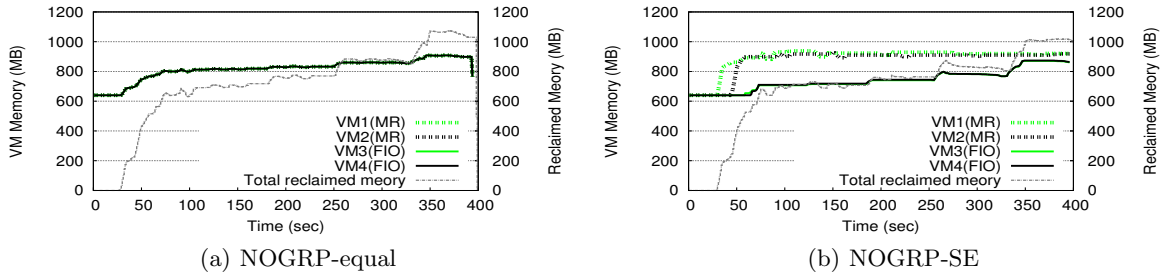 1200
1000
800
600
400
200
0
VM Memory (MB)
0 50 100 150 200 250 300 350 400
Time (sec)
1200
1000
800
600
400
200
0
Reclaimed Meory (MB)
VM1(MR)
VM2(MR)
VM3(FIO)
VM4(FIO)
Total reclaimed meory
(a) NOGRP-equal
1200
1000
800
600
400
200
0
VM Memory (MB)
0 50 100 150 200 250 300 350 400
Time (sec)
1200
1000
800
600
400
200
0
Reclaimed Meory (MB)
VM1(MR)
VM2(MR)
VM3(FIO)
VM4(FIO)
Total reclaimed meory
(b) NOGRP-SE